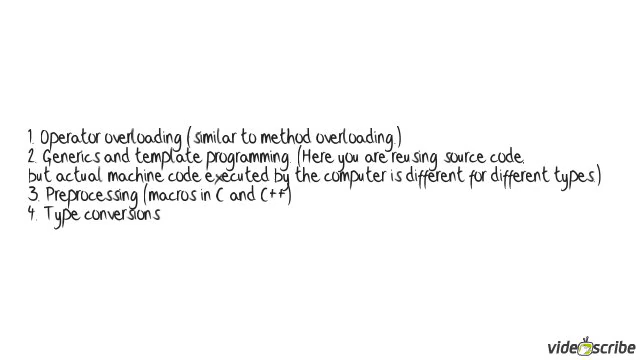 1. Operator overloading (similar to method overloading.)
2. Generics and template programming. (Here you are reusing source code,
but actual machine code executed by the computer is different for different types.)
3. Preprocessing (macros in C and C++)
4. Type conversions
videoscribe